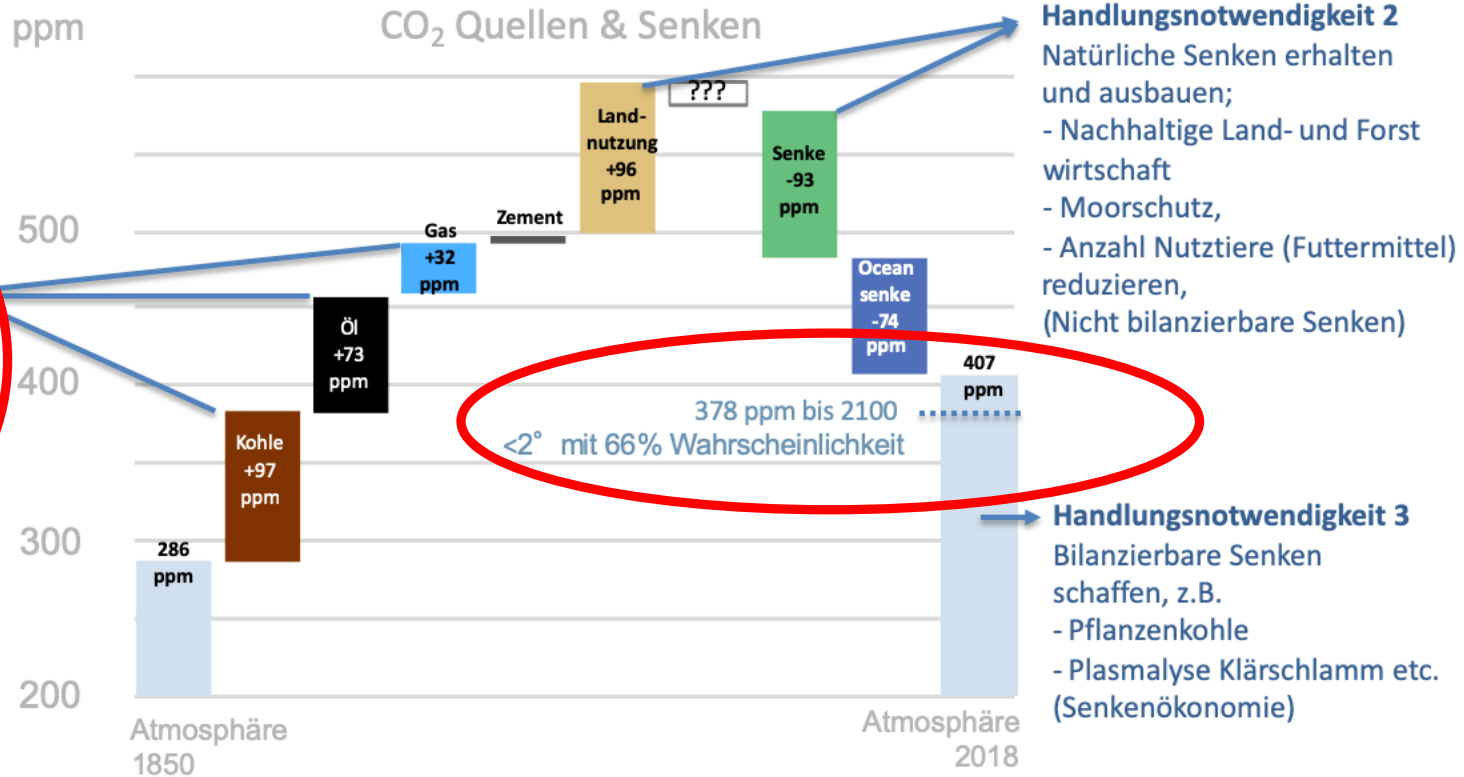 ppm
CO₂ Quellen & Senken
500
400
300
200
286
ppm
Atmosphäre
1850
Kohle
+97
ppm
Öl
+73
ppm
Gas
+32
ppm
Zement
Land-
nutzung
+96
ppm
???
Senke
-93
ppm
Ocean
senke
-74
ppm
407
ppm
378 ppm bis 2100
<2° mit 66% Wahrscheinlichkeit
Atmosphäre
2018
Handlungsnotwendigkeit 2
Natürliche Senken erhalten
und ausbauen;
- Nachhaltige Land- und Forst
wirtschaft
- Moorschutz,
- Anzahl Nutztiere (Futtermittel)
reduzieren,
(Nicht bilanzierbare Senken)
Handlungsnotwendigkeit 3
Bilanzierbare Senken
schaffen, z.B.
- Pflanzenkohle
- Plasmalyse Klärschlamm etc.
(Senkenökonomie)